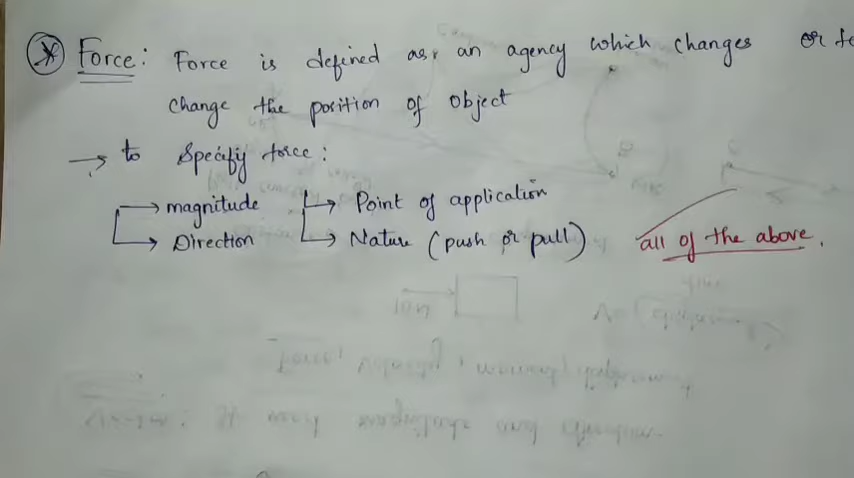 Force: Force is defined as, an agency which changes or
change the position of object
→ to Specify force:
→ magnitude → Point of application
→ Direction → Nature (push or pull) all of the above.